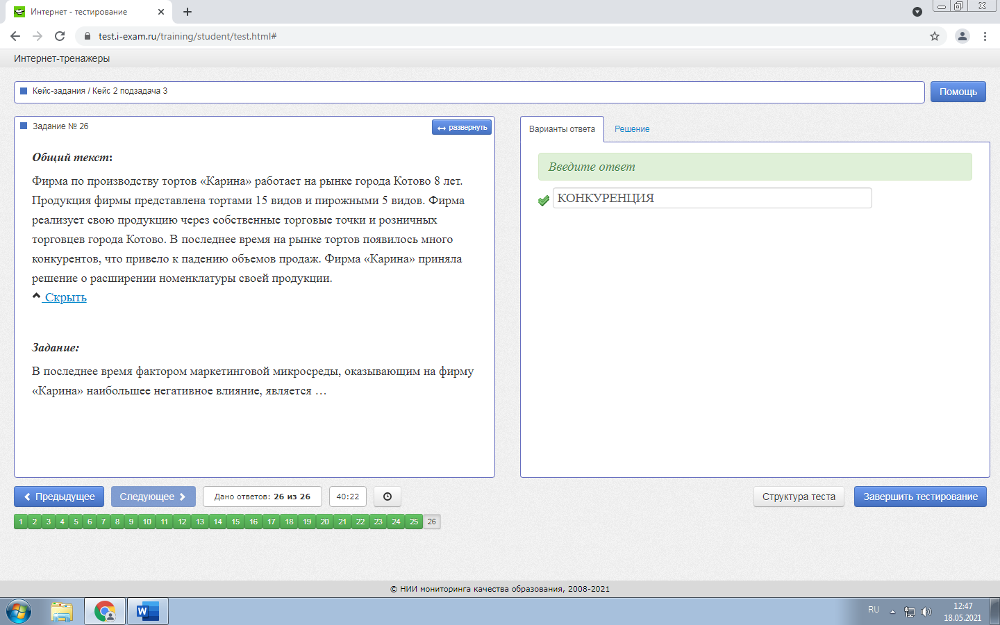 Интернет - тестирование
test.i-exam.ru/training/student/test.html#
Интернет-тренажеры
Кейс-задания / Кейс 2 подзадача 3
Помощь
Задание № 26
развернуть
Общий текст:
Фирма по производству тортов «Карина» работает на рынке города Котово 8 лет.
Продукция фирмы представлена тортами 15 видов и пирожными 5 видов. Фирма
реализует свою продукцию через собственные торговые точки и розничных
торговцев города Котово. В последнее время на рынке тортов появилось много
конкурентов, что привело к падению объемов продаж. Фирма «Карина» приняла
решение о расширении номенклатуры своей продукции.
Скрыть
Задание:
В последнее время фактором маркетинговой микросреды, оказывающим на фирму
«Карина» наибольшее негативное влияние, является …
Варианты ответа
Решение
Введите ответ
КОНКУРЕНЦИЯ
Предыдущее
Следующее
Дано ответов: 26 из 26
40:22
Структура теста
Завершить тестирование
1 2 3 4 5 6 7 8 9 10 11 12 13 14 15 16 17 18 19 20 21 22 23 24 25 26
© НИИ мониторинга качества образования, 2008-2021
RU
12:47
18.05.2021